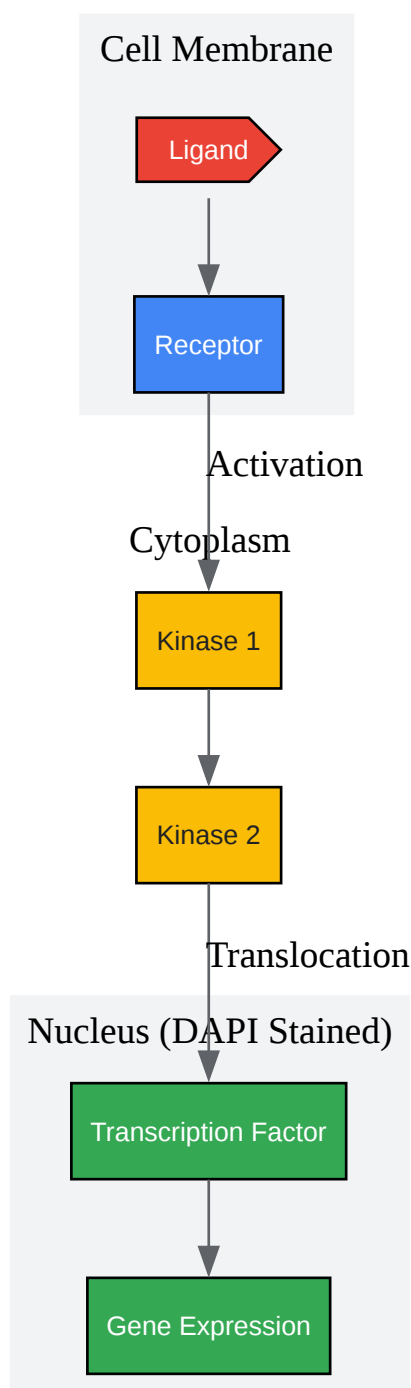 Cell Membrane
Ligand
Receptor
Activation
Cytoplasm
Kinase 1
Kinase 2
Translocation
Nucleus (DAPI Stained)
Transcription Factor
Gene Expression